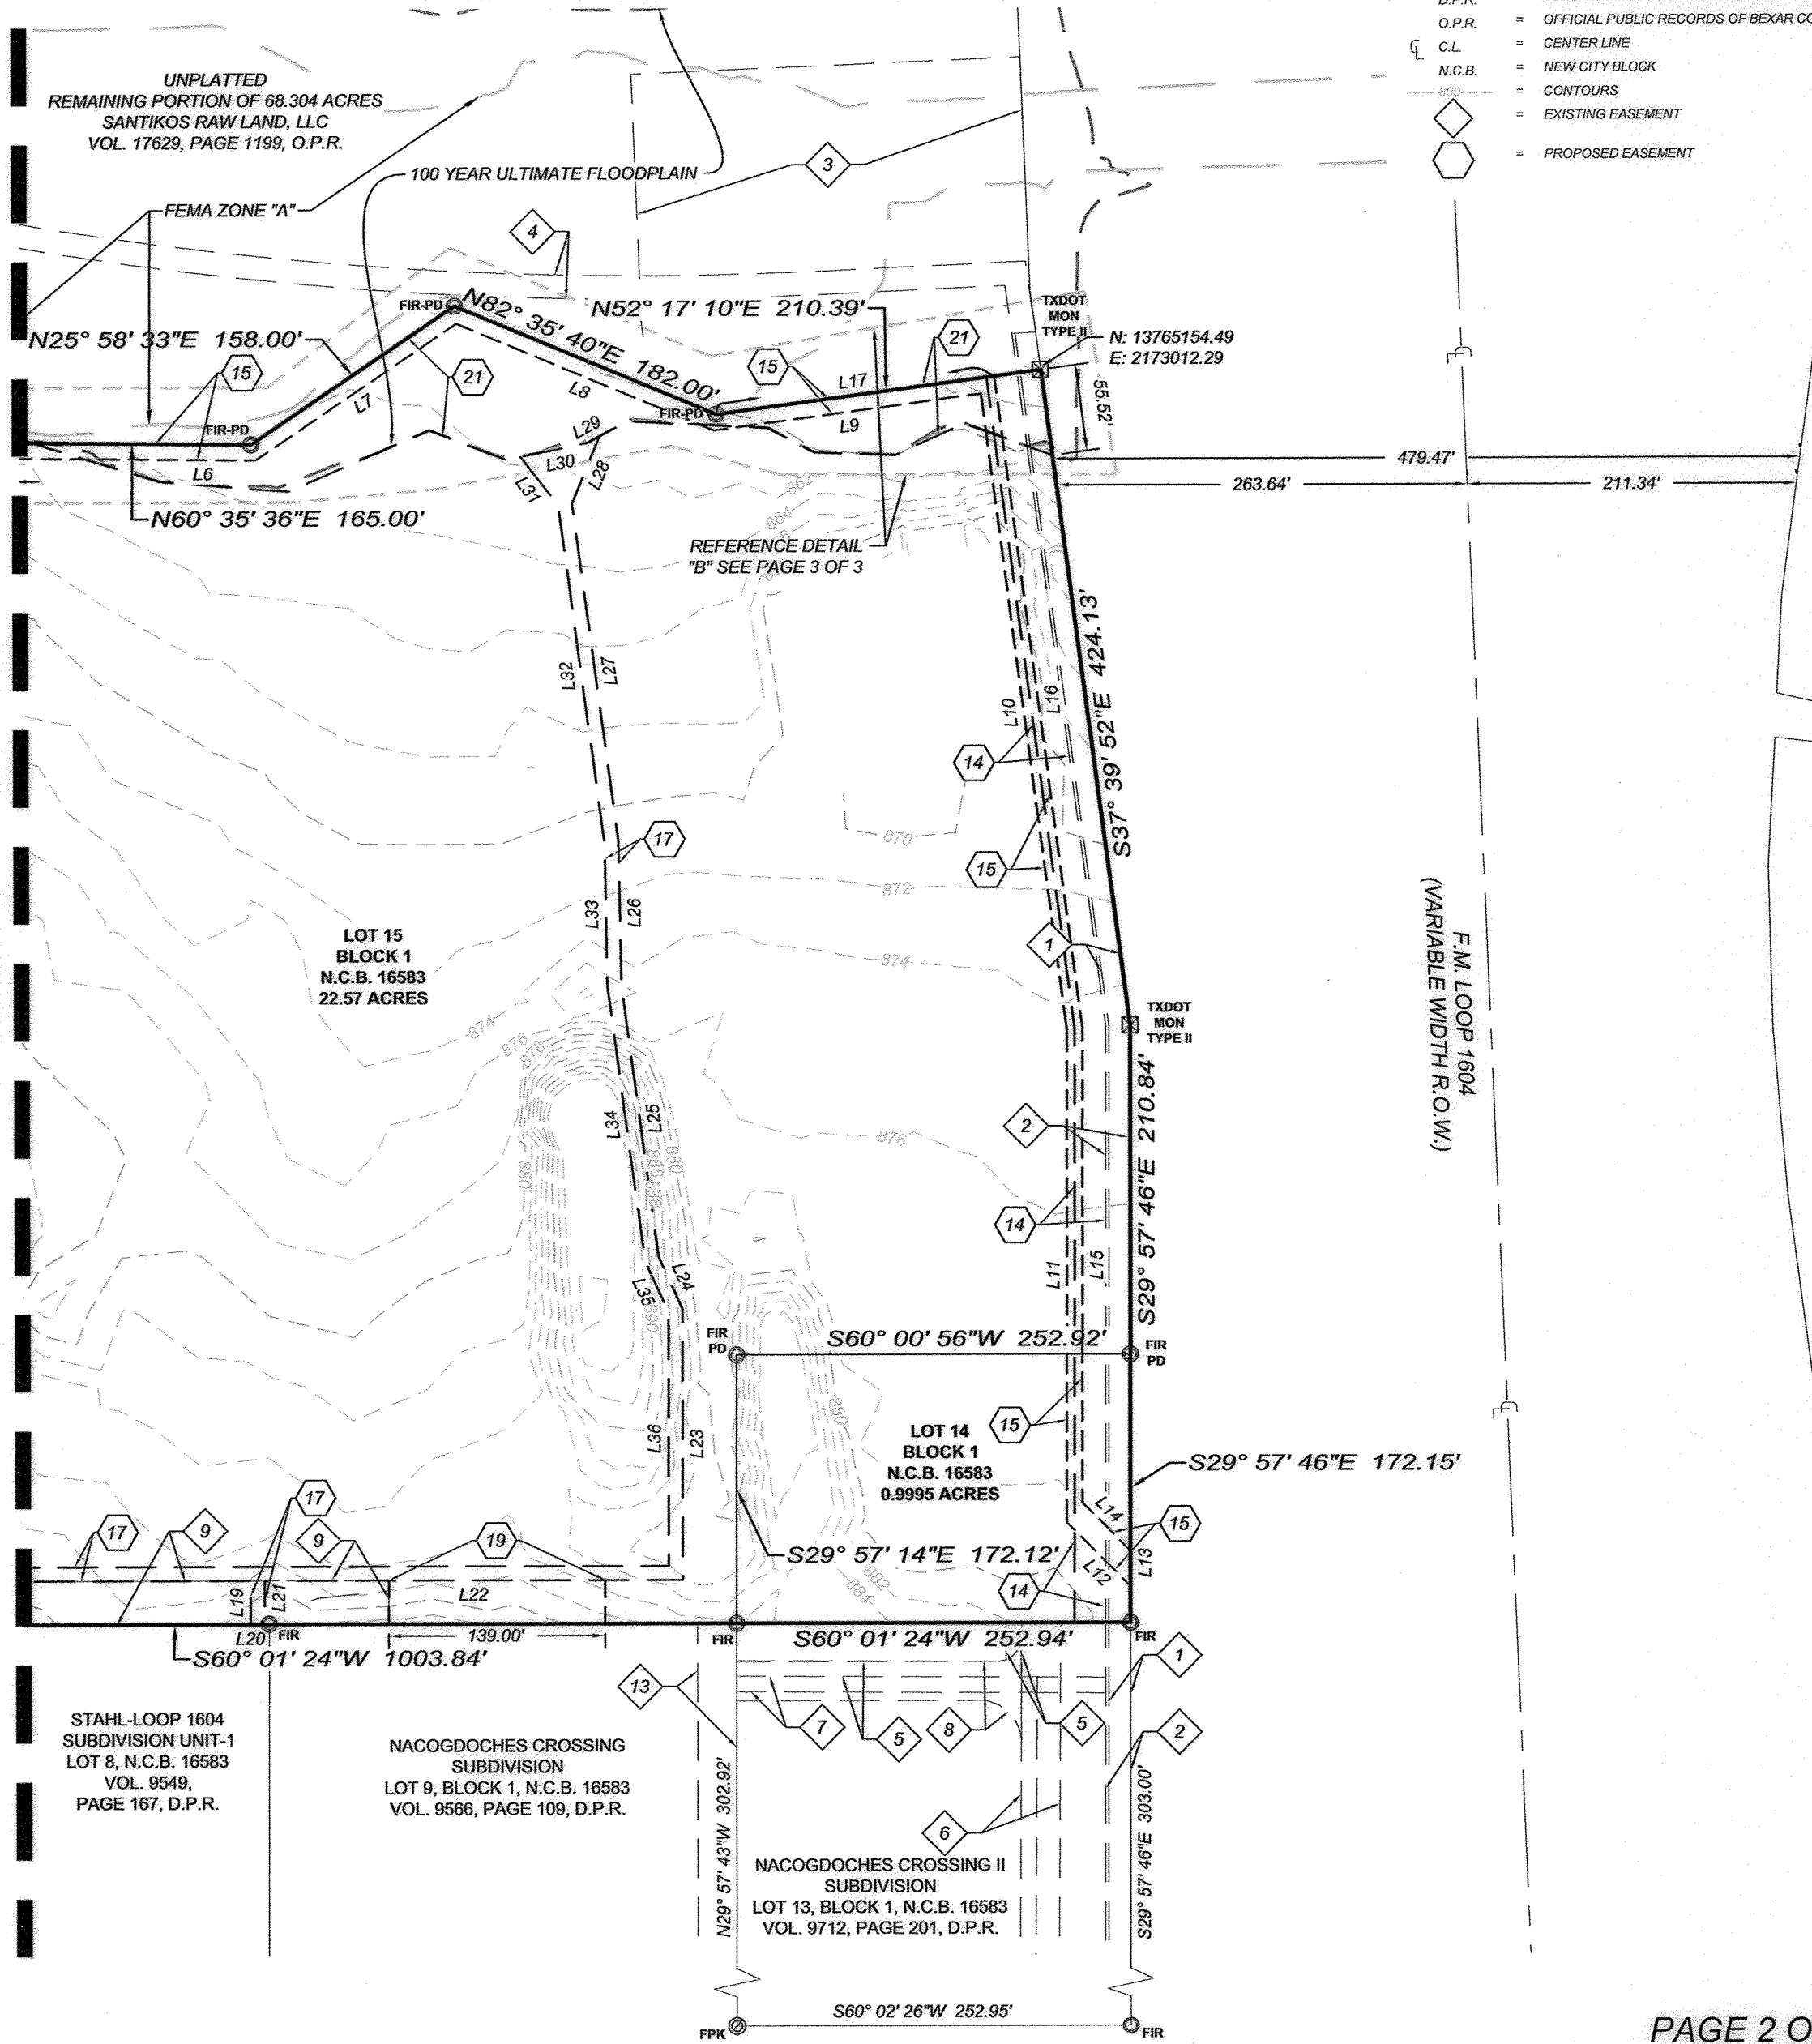 D.P.R.
O.P.R. = OFFICIAL PUBLIC RECORDS OF BEXAR CO
C.L. = CENTER LINE
N.C.B. = NEW CITY BLOCK
800 = CONTOURS
= EXISTING EASEMENT
= PROPOSED EASEMENT
UNPLATTED
REMAINING PORTION OF 68.304 ACRES
SANTIKOS RAW LAND, LLC
VOL. 17629, PAGE 1199, O.P.R.
100 YEAR ULTIMATE FLOODPLAIN
3
FEMA ZONE "A"
4
FIR-PD
N82° 35' 40"E 182.00'
N52° 17' 10"E 210.39'
TXDOT
MON
TYPE II
N: 13765154.49
E: 2173012.29
N25° 58' 33"E 158.00'
15
21
15
21
L7
L8
L17
L9
55.52'
FIR-PD
FIR-PD
L6
L29
L30
L28
L31
479.47'
263.64'
211.34'
N60° 35' 36"E 165.00'
862
864
REFERENCE DETAIL
"B" SEE PAGE 3 OF 3
S37° 39' 52"E 424.13'
L32
L27
L10
L16
14
17
870
15
872
L33
L26
LOT 15
BLOCK 1
N.C.B. 16583
22.57 ACRES
1
874
F.M. LOOP 1604
(VARIABLE WIDTH R.O.W.)
874
876
878
TXDOT
MON
TYPE II
L34
L25
2
876
S29° 57' 46"E 210.84'
880
886
888
880
14
L11
L15
L35
L24
890
FIR
PD
S60° 00' 56"W 252.92'
FIR
PD
880
LOT 14
BLOCK 1
N.C.B. 16583
0.9995 ACRES
15
L36
L23
S29° 57' 46"E 172.15'
17
17
9
9
19
L14
15
S29° 57' 14"E 172.12'
L13
L12
14
882
884
L19
L21
L22
L20
FIR
139.00'
FIR
S60° 01' 24"W 252.94'
FIR
S60° 01' 24"W 1003.84'
13
1
7
5
8
5
2
STAHL-LOOP 1604
SUBDIVISION UNIT-1
LOT 8, N.C.B. 16583
VOL. 9549,
PAGE 167, D.P.R.
NACOGDOCHES CROSSING
SUBDIVISION
LOT 9, BLOCK 1, N.C.B. 16583
VOL. 9566, PAGE 109, D.P.R.
N29° 57' 43"W 302.92'
S29° 57' 46"E 303.00'
6
NACOGDOCHES CROSSING II
SUBDIVISION
LOT 13, BLOCK 1, N.C.B. 16583
VOL. 9712, PAGE 201, D.P.R.
S60° 02' 26"W 252.95'
FPK
FIR
PAGE 2 O